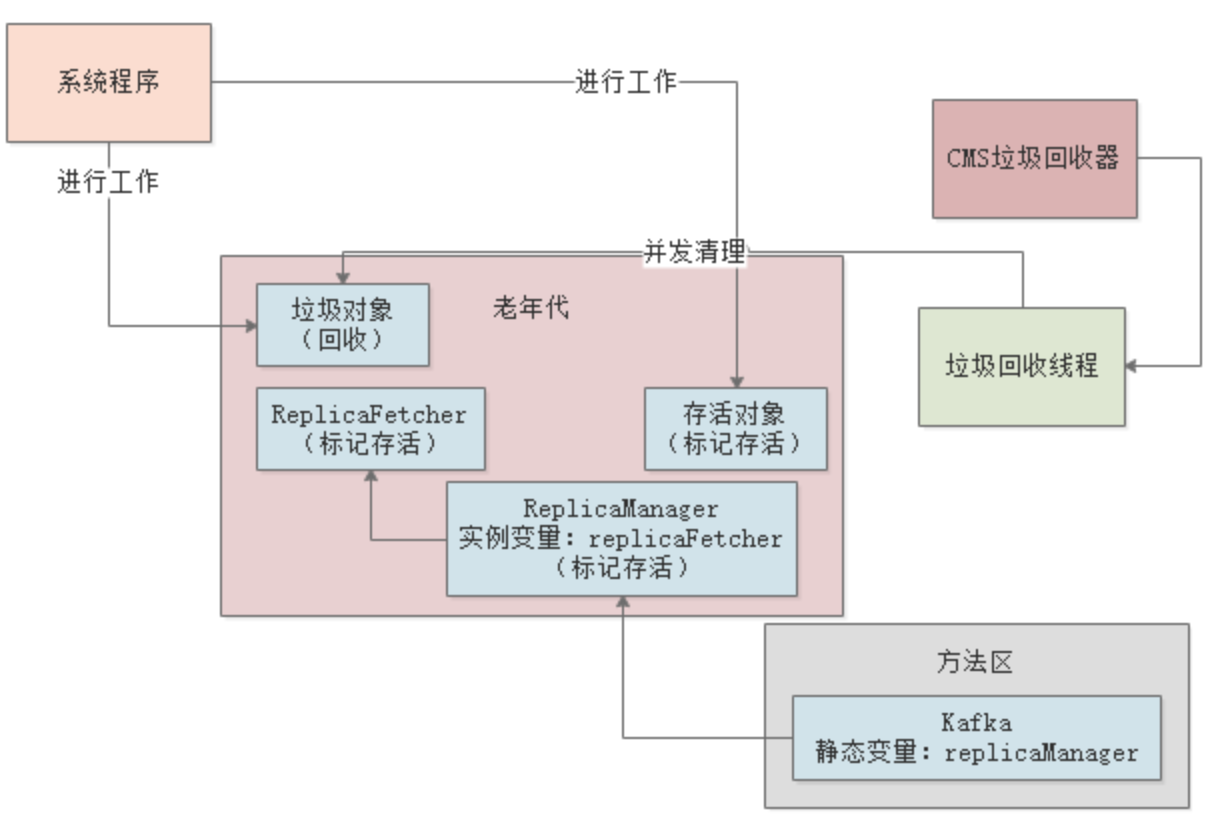 系统程序
进行工作
进行工作
CMS垃圾回收器
并发清理
垃圾对象
（回收）
老年代
垃圾回收线程
ReplicaFetcher
（标记存活）
存活对象
（标记存活）
ReplicaManager
实例变量：replicaFetcher
（标记存活）
方法区
Kafka
静态变量：replicaManager